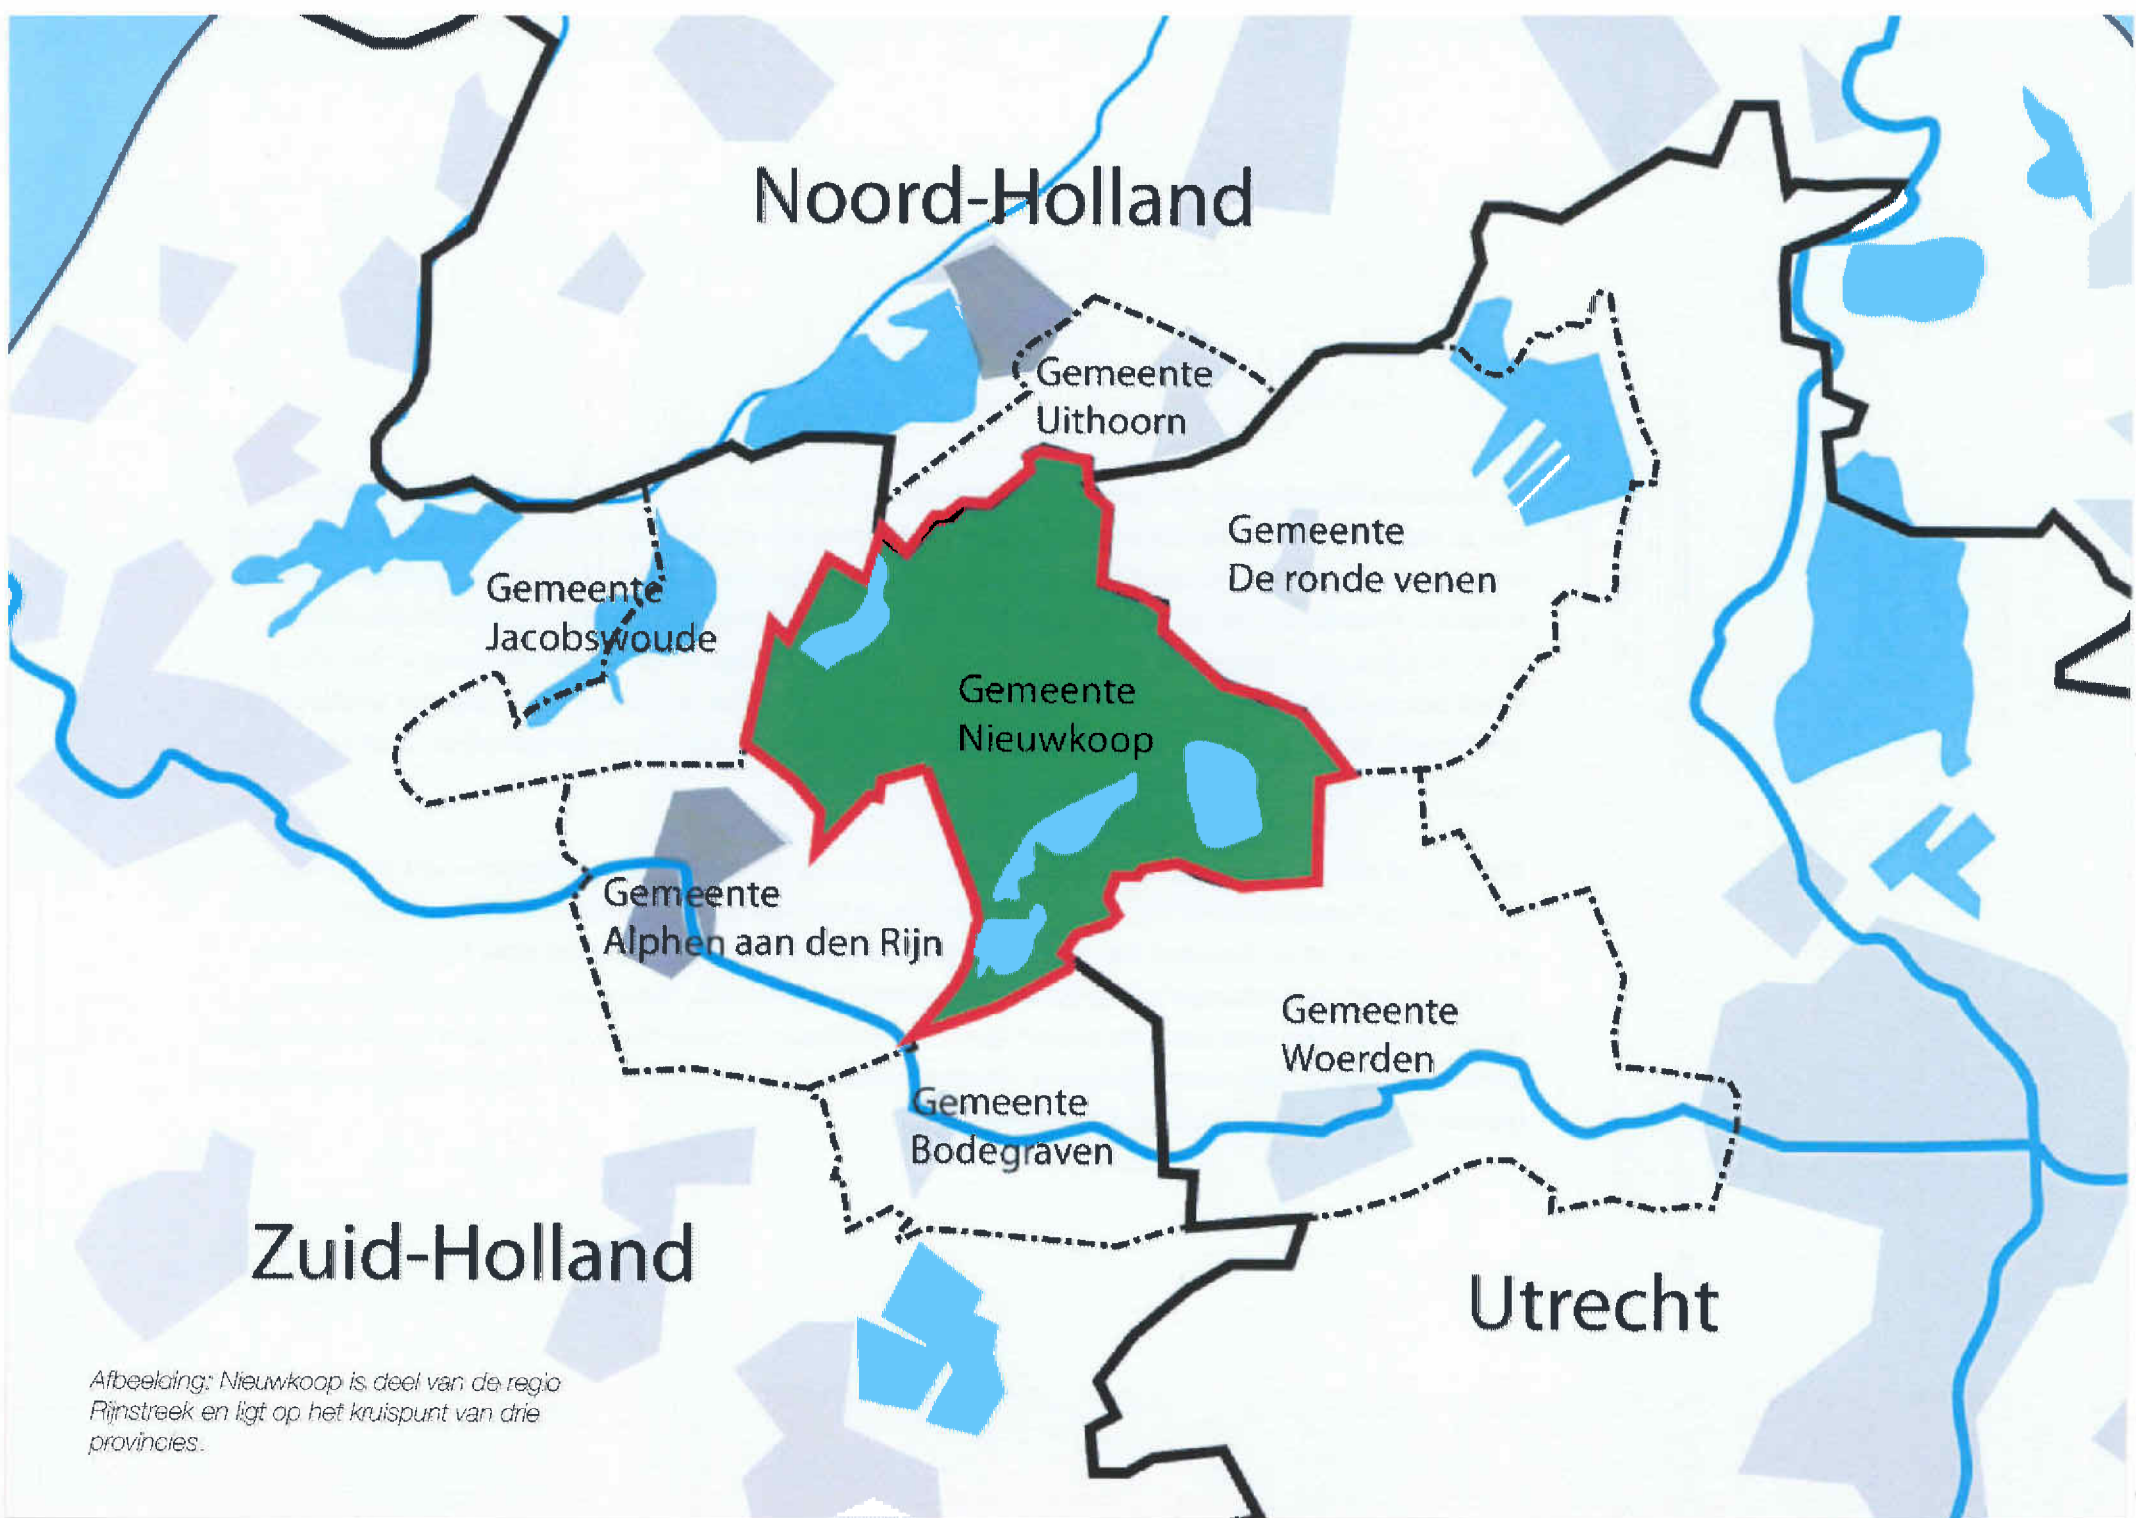 Noord-Holland
Gemeente
Uithoorn
Gemeente
De ronde venen
Gemeente
Jacobswoude
Gemeente
Nieuwkoop
Gemeente
Alphen aan den Rijn
Gemeente
Woerden
Gemeente
Bodegraven
Zuid-Holland
Utrecht
Afbeelding: Nieuwkoop is deel van de regio
Rijnstreek en ligt op het kruispunt van drie
provincies.